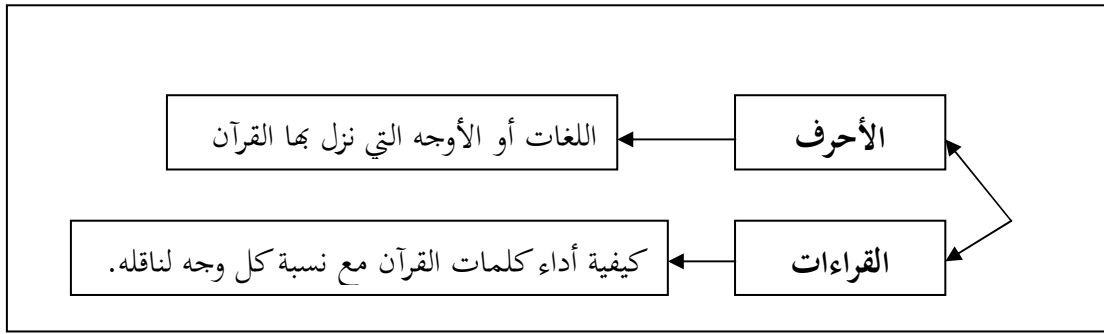 الأحرف
اللغات أو الأوجه التي نزل بها القرآن
القراءات
كيفية أداء كلمات القرآن مع نسبة كل وجه لناقله.